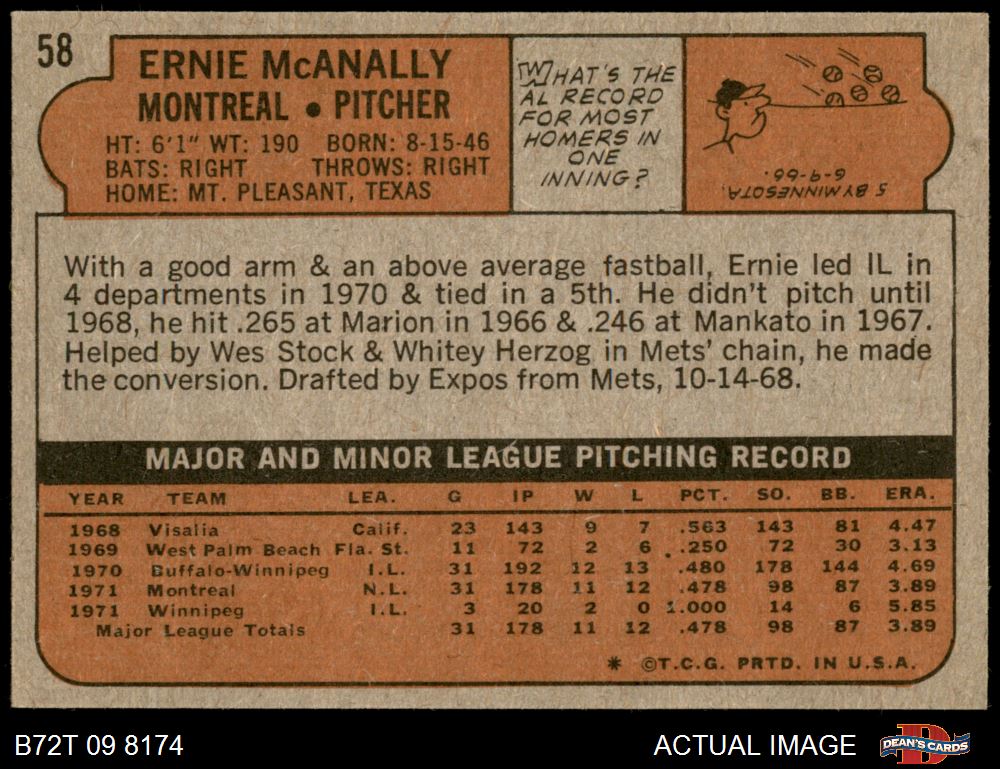 58
ERNIE McANALLY
MONTREAL • PITCHER
HT: 6'1" WT: 190 BORN: 8-15-46
BATS: RIGHT THROWS: RIGHT
HOME: MT. PLEASANT, TEXAS
WHAT'S THE
AL RECORD
FOR MOST
HOMERS IN
ONE
INNING?
5 BY MINNESOTA,
6-9-66.
With a good arm & an above average fastball, Ernie led IL in
4 departments in 1970 & tied in a 5th. He didn't pitch until
1968, he hit .265 at Marion in 1966 & .246 at Mankato in 1967.
Helped by Wes Stock & Whitey Herzog in Mets' chain, he made
the conversion. Drafted by Expos from Mets, 10-14-68.
MAJOR AND MINOR LEAGUE PITCHING RECORD
YEAR TEAM LEA. G IP W L PCT. SO. BB. ERA.
1968 Visalia Calif. 23 143 9 7 .563 143 81 4.47
1969 West Palm Beach Fla. St. 11 72 2 6 .250 72 30 3.13
1970 Buffalo-Winnipeg I.L. 31 192 12 13 .480 178 144 4.69
1971 Montreal N.L. 31 178 11 12 .478 98 87 3.89
1971 Winnipeg I.L. 3 20 2 0 1.000 14 6 5.85
Major League Totals 31 178 11 12 .478 98 87 3.89
* ©T.C.G. PRTD. IN U.S.A.
B72T 09 8174
ACTUAL IMAGE
DEAN'S CARDS